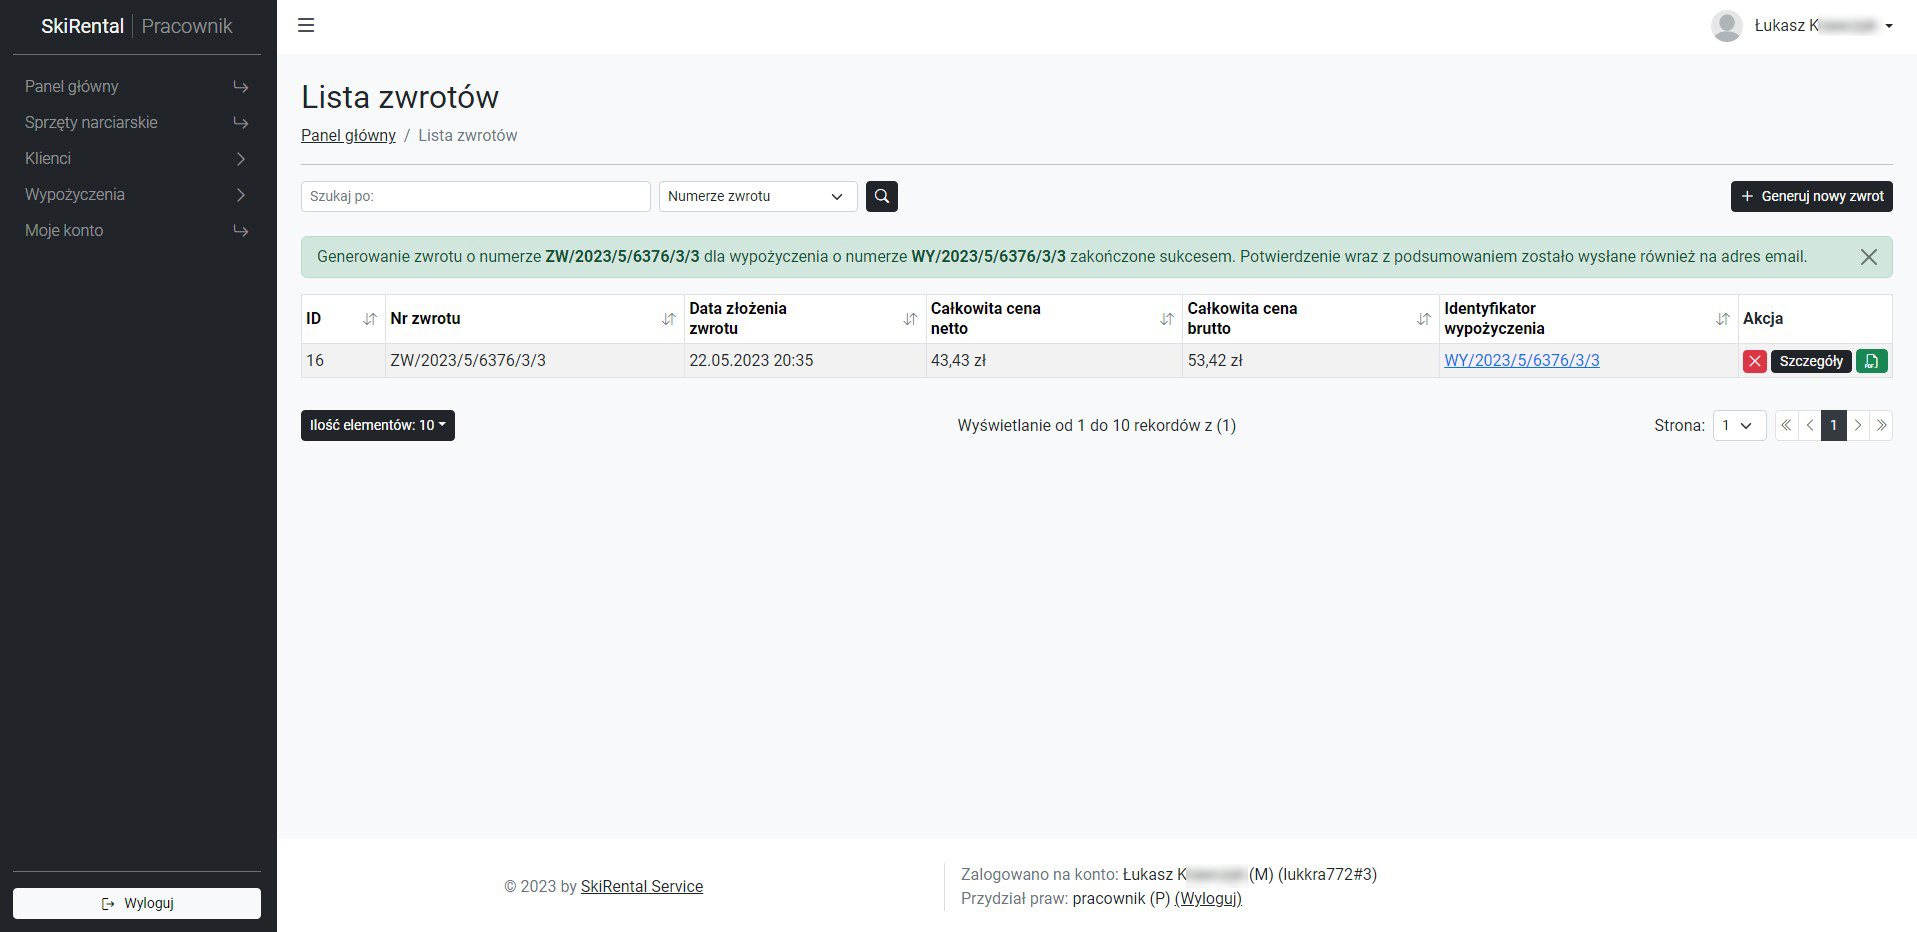 SkiRental | Pracownik
Łukasz K
Panel główny
Sprzęty narciarskie
Klienci
Wypożyczenia
Moje konto
Lista zwrotów
Panel główny / Lista zwrotów
Szukaj po:
Numerze zwrotu
+ Generuj nowy zwrot
Generowanie zwrotu o numerze ZW/2023/5/6376/3/3 dla wypożyczenia o numerze WY/2023/5/6376/3/3 zakończone sukcesem. Potwierdzenie wraz z podsumowaniem zostało wysłane również na adres email.
ID
Nr zwrotu
Data złożenia
zwrotu
Całkowita cena
netto
Całkowita cena
brutto
Identyfikator
wypożyczenia
Akcja
16
ZW/2023/5/6376/3/3
22.05.2023 20:35
43,43 zł
53,42 zł
WY/2023/5/6376/3/3
Szczegóły
PDF
Ilość elementów: 10
Wyświetlanie od 1 do 10 rekordów z (1)
Strona: 1
« < 1 > »
Wyloguj
© 2023 by SkiRental Service
Zalogowano na konto: Łukasz K (M) (lukkra772#3)
Przydział praw: pracownik (P) (Wyloguj)